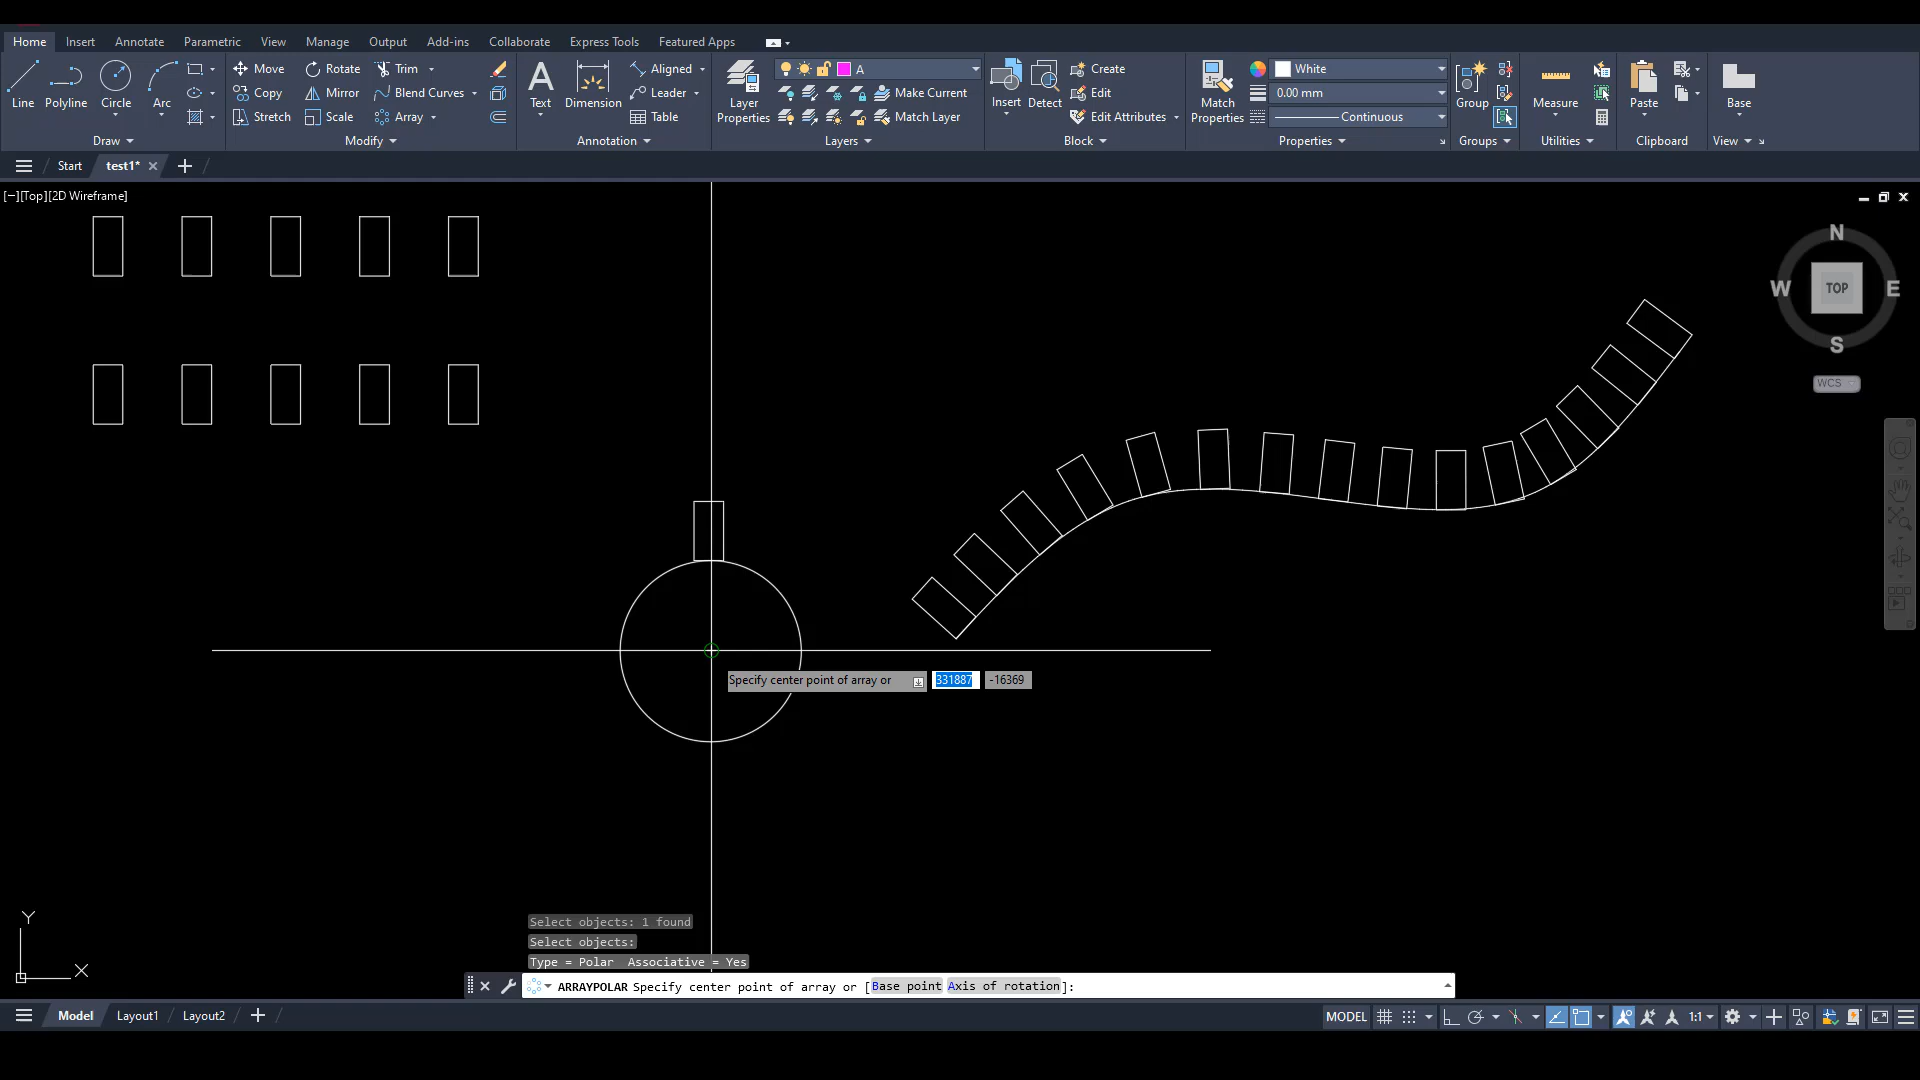 Home Insert Annotate Parametric View Manage Output Add-ins Collaborate Express Tools Featured Apps
Line Polyline Circle Arc
Draw
Move Rotate Trim
Copy Mirror Blend Curves
Stretch Scale Array
Modify
Text Dimension
Aligned
Leader
Table
Annotation
Layer Properties
A
Make Current
Match Layer
Layers
Insert Detect
Create
Edit
Edit Attributes
Block
Match Properties
White
0.00 mm
Continuous
Properties
Group
Groups
Measure
Utilities
Paste
Clipboard
Base
View
Start test1*
[−][Top][2D Wireframe]
N
W TOP E
S
WCS
Specify center point of array or 331887 -16369
Y
X
Select objects: 1 found
Select objects:
Type = Polar Associative = Yes
ARRAYPOLAR Specify center point of array or [Base point Axis of rotation]:
Model Layout1 Layout2
MODEL 1:1